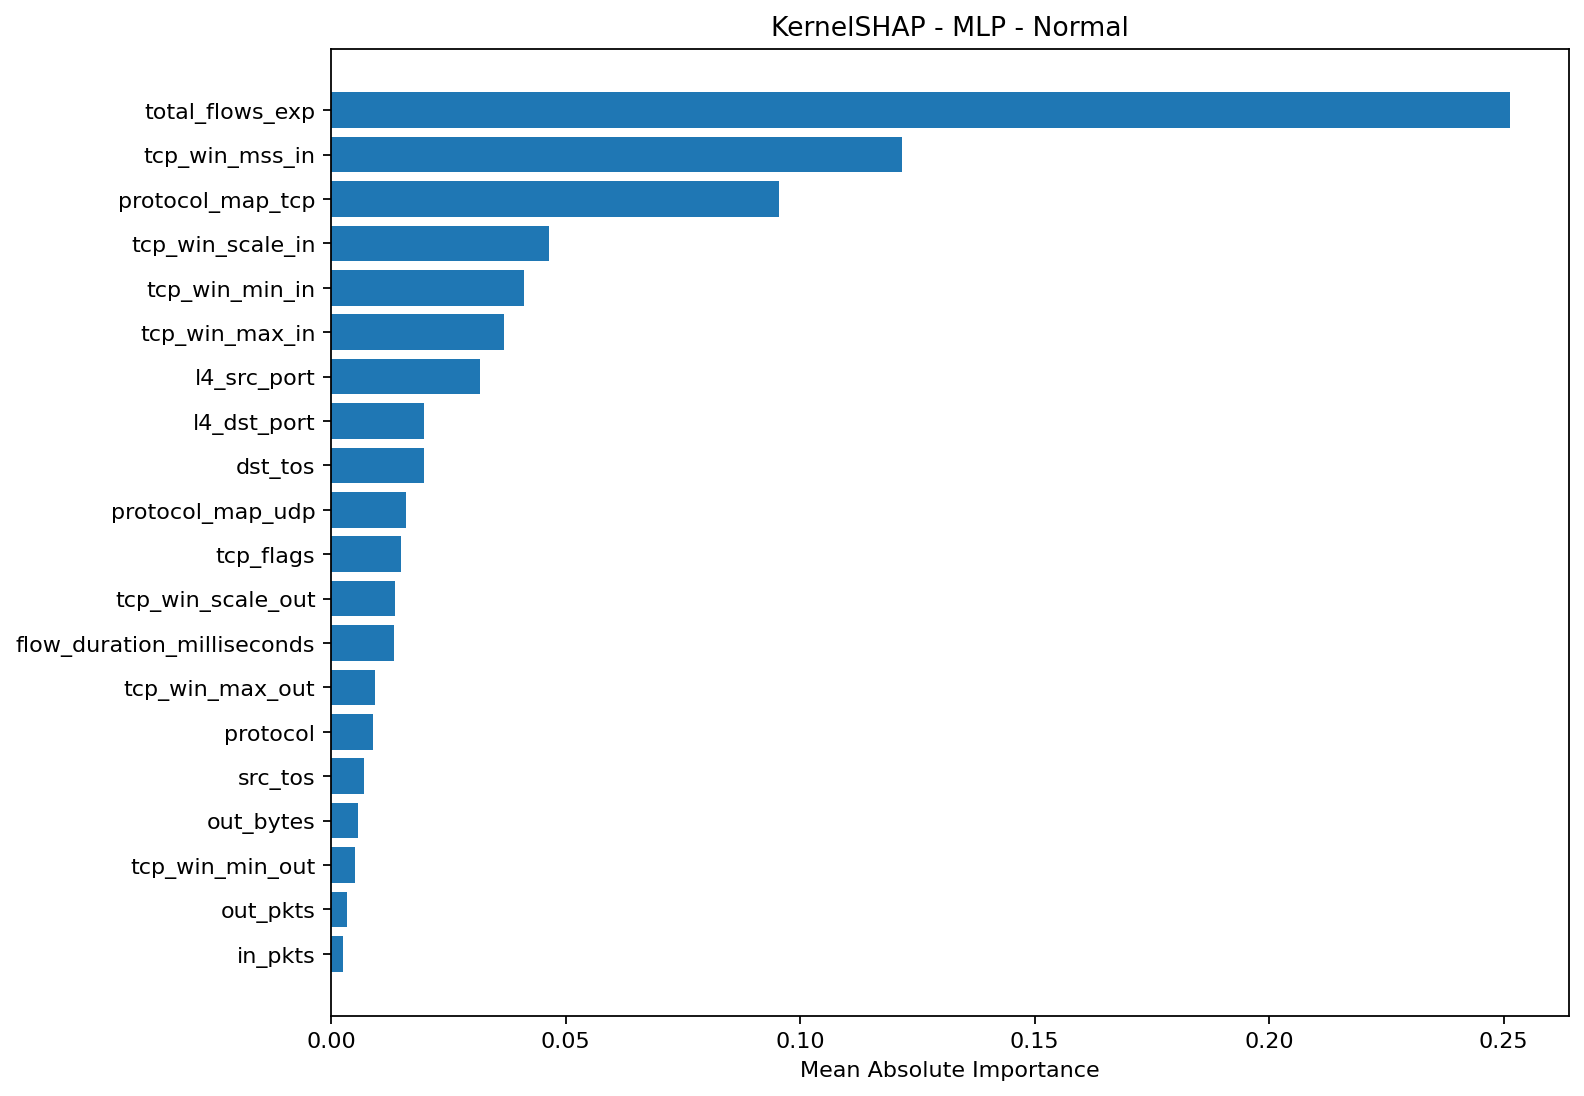 KernelSHAP - MLP - Normal
total_flows_exp
tcp_win_mss_in
protocol_map_tcp
tcp_win_scale_in
tcp_win_min_in
tcp_win_max_in
l4_src_port
l4_dst_port
dst_tos
protocol_map_udp
tcp_flags
tcp_win_scale_out
flow_duration_milliseconds
tcp_win_max_out
protocol
src_tos
out_bytes
tcp_win_min_out
out_pkts
in_pkts
0.00 0.05 0.10 0.15 0.20 0.25
Mean Absolute Importance